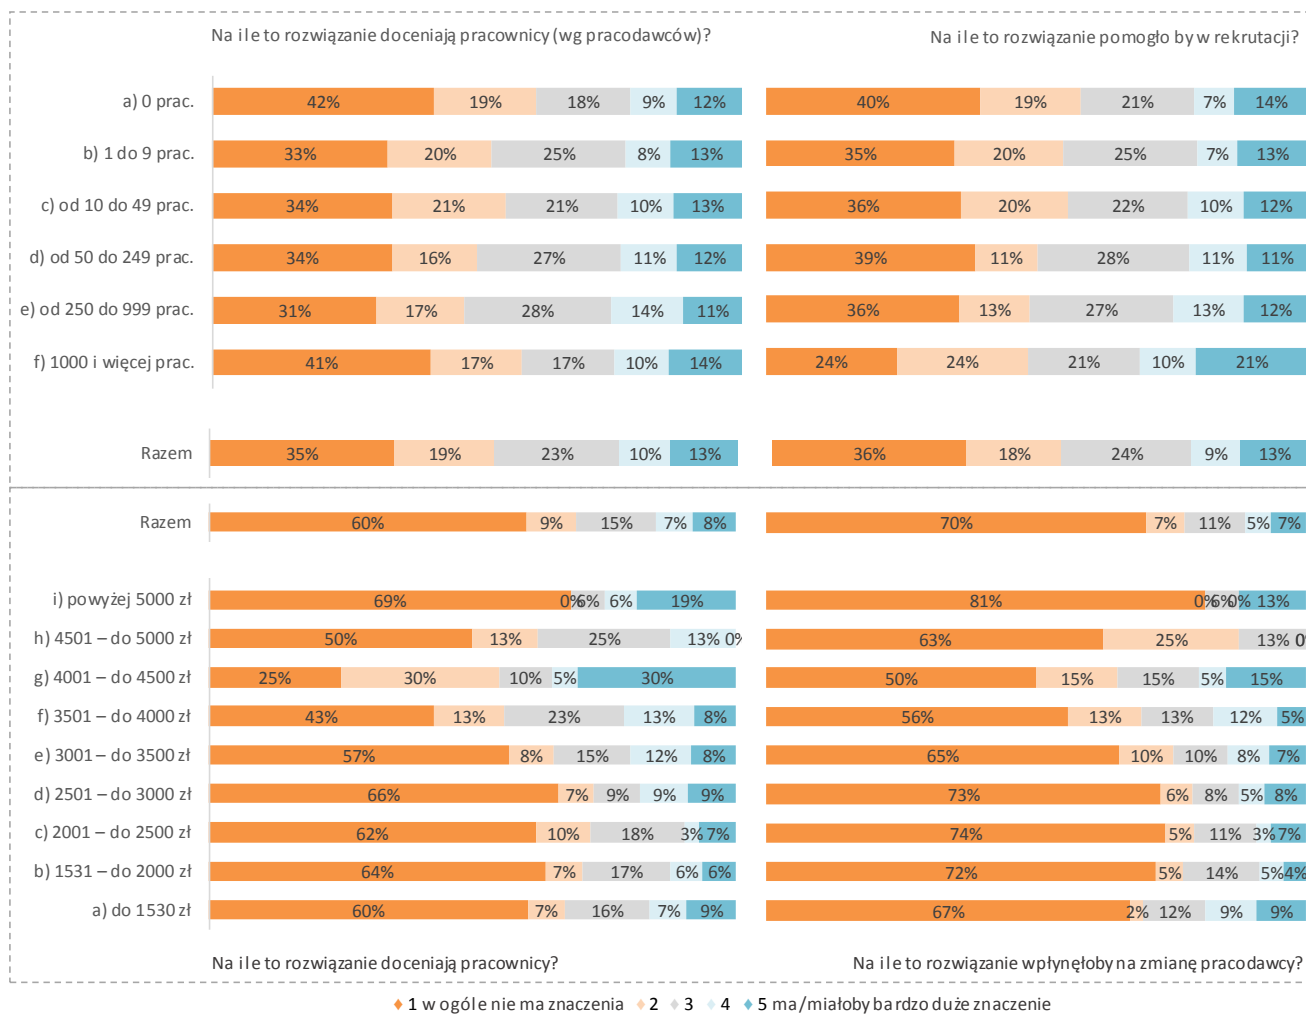 Na ile to rozwiązanie doceniają pracownicy (wg pracodawców)? Na ile to rozwiązanie pomogło by w rekrutacji?
a) 0 prac. 42% 19% 18% 9% 12% 40% 19% 21% 7% 14%
b) 1 do 9 prac. 33% 20% 25% 8% 13% 35% 20% 25% 7% 13%
c) od 10 do 49 prac. 34% 21% 21% 10% 13% 36% 20% 22% 10% 12%
d) od 50 do 249 prac. 34% 16% 27% 11% 12% 39% 11% 28% 11% 11%
e) od 250 do 999 prac. 31% 17% 28% 14% 11% 36% 13% 27% 13% 12%
f) 1000 i więcej prac. 41% 17% 17% 10% 14% 24% 24% 21% 10% 21%
Razem 35% 19% 23% 10% 13% 36% 18% 24% 9% 13%
Razem 60% 9% 15% 7% 8% 70% 7% 11% 5% 7%
i) powyżej 5000 zł 69% 0% 6% 6% 19% 81% 0% 6% 0% 13%
h) 4501 – do 5000 zł 50% 13% 25% 13% 0% 63% 25% 13% 0
g) 4001 – do 4500 zł 25% 30% 10% 5% 30% 50% 15% 15% 5% 15%
f) 3501 – do 4000 zł 43% 13% 23% 13% 8% 56% 13% 13% 12% 5%
e) 3001 – do 3500 zł 57% 8% 15% 12% 8% 65% 10% 10% 8% 7%
d) 2501 – do 3000 zł 66% 7% 9% 9% 9% 73% 6% 8% 5% 8%
c) 2001 – do 2500 zł 62% 10% 18% 3% 7% 74% 5% 11% 3% 7%
b) 1531 – do 2000 zł 64% 7% 17% 6% 6% 72% 5% 14% 5% 4%
a) do 1530 zł 60% 7% 16% 7% 9% 67% 2% 12% 9% 9%
Na ile to rozwiązanie doceniają pracownicy? Na ile to rozwiązanie wpłynęłoby na zmianę pracodawcy?
1 w ogóle nie ma znaczenia 2 3 4 5 ma/miałoby bardzo duże znaczenie